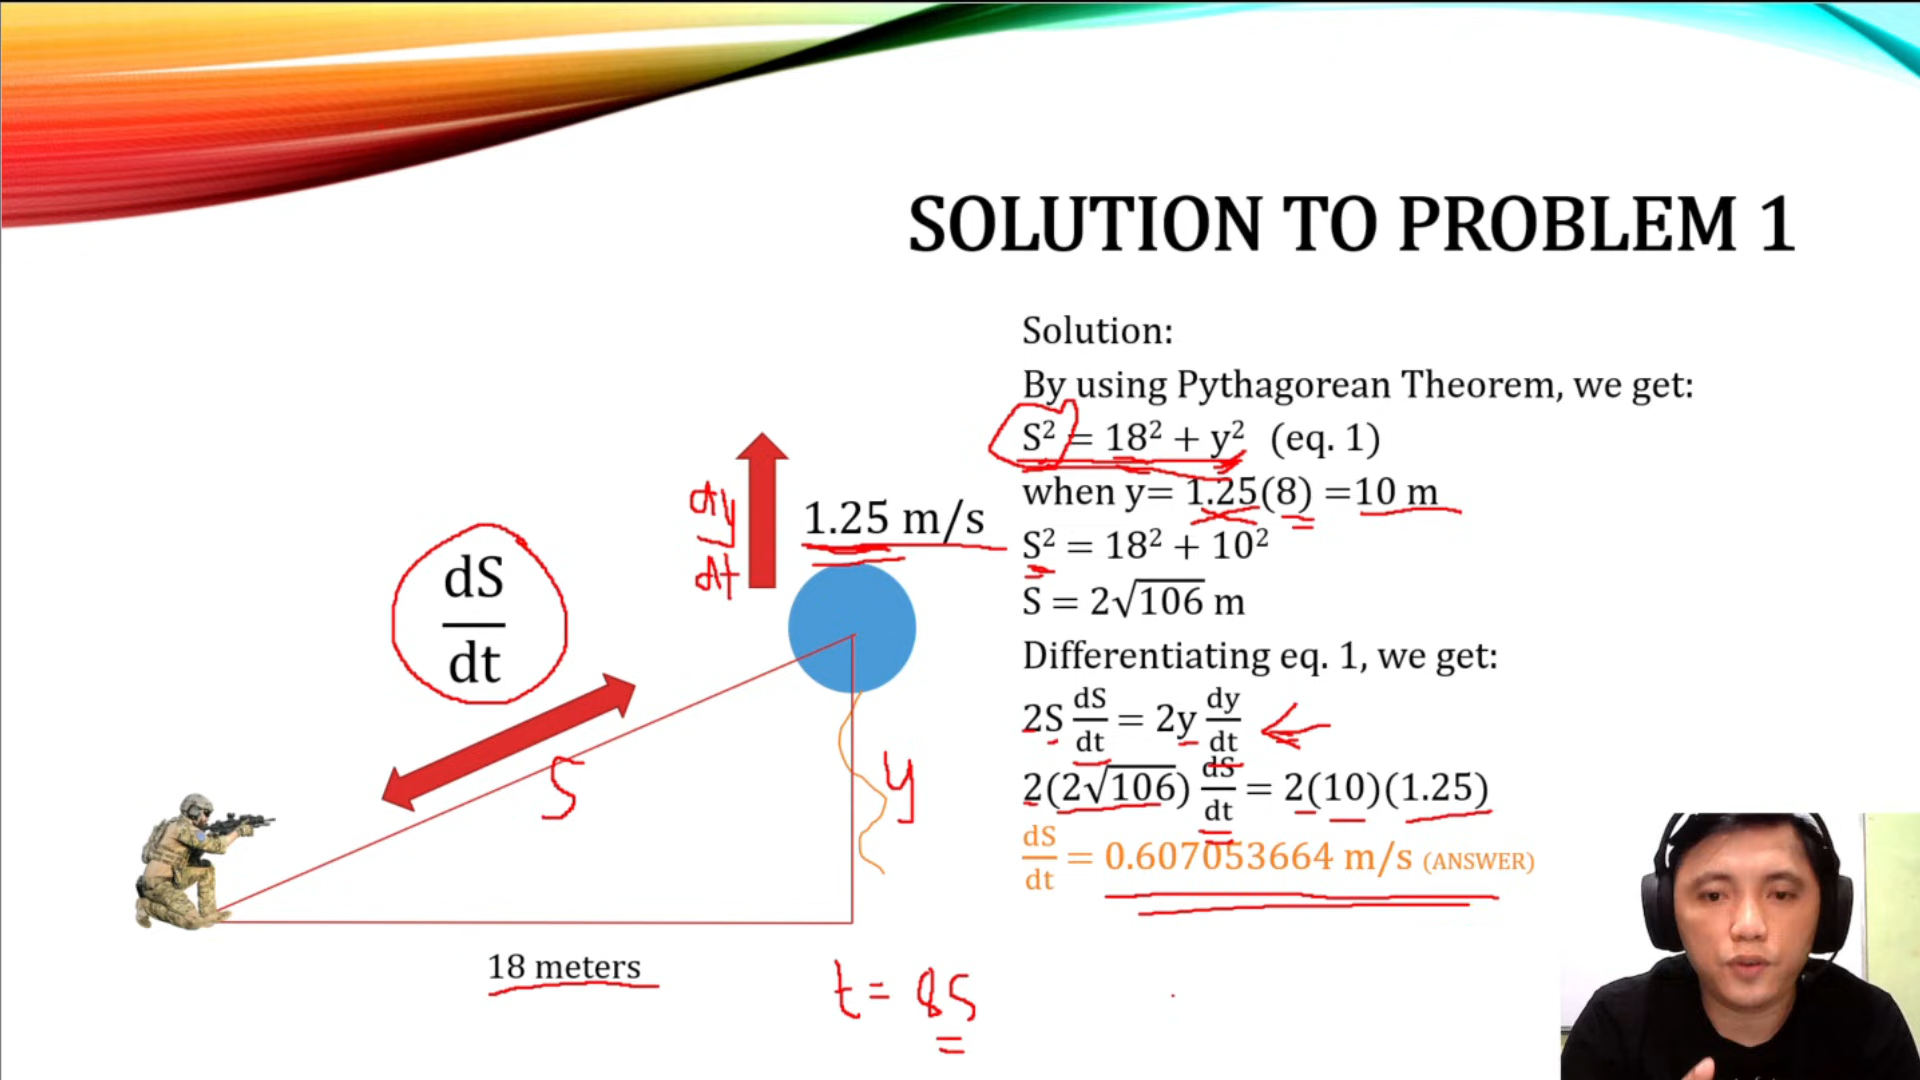 SOLUTION TO PROBLEM 1
Solution:
By using Pythagorean Theorem, we get:
S² = 18² + y² (eq. 1)
when y= 1.25(8) =10 m
S² = 18² + 10²
S = 2√106 m
Differentiating eq. 1, we get:
2S dS/dt = 2y dy/dt
2(2√106) dS/dt = 2(10)(1.25)
dS/dt = 0.607053664 m/s (ANSWER)
dy/dt
1.25 m/s
dS/dt
S
y
18 meters
t = 8s